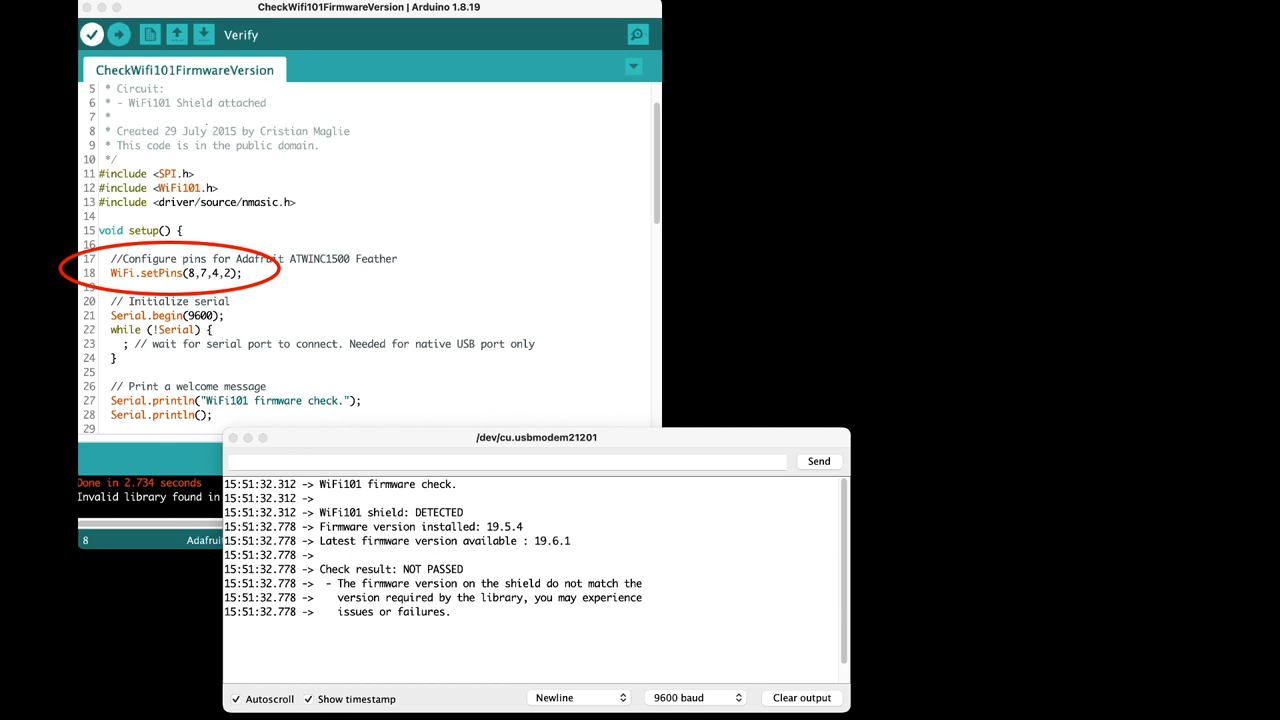 CheckWifi101FirmwareVersion | Arduino 1.8.19
Verify
CheckWifi101FirmwareVersion
5 * Circuit:
6 * - WiFi101 Shield attached
7 *
8 * Created 29 July 2015 by Cristian Maglie
9 * This code is in the public domain.
10 */
11 #include <SPI.h>
12 #include <WiFi101.h>
13 #include <driver/source/nmasic.h>
14
15 void setup() {
16
17 //Configure pins for Adafruit ATWINC1500 Feather
18 WiFi.setPins(8,7,4,2);
19
20 // Initialize serial
21 Serial.begin(9600);
22 while (!Serial) {
23 ; // wait for serial port to connect. Needed for native USB port only
24 }
25
26 // Print a welcome message
27 Serial.println("WiFi101 firmware check.");
28 Serial.println();
29
Done in 2.734 seconds
Invalid library found in
8 Adafrui
/dev/cu.usbmodem21201
Send
15:51:32.312 -> WiFi101 firmware check.
15:51:32.312 ->
15:51:32.312 -> WiFi101 shield: DETECTED
15:51:32.778 -> Firmware version installed: 19.5.4
15:51:32.778 -> Latest firmware version available : 19.6.1
15:51:32.778 ->
15:51:32.778 -> Check result: NOT PASSED
15:51:32.778 -> - The firmware version on the shield do not match the
15:51:32.778 -> version required by the library, you may experience
15:51:32.778 -> issues or failures.
Autoscroll Show timestamp Newline 9600 baud Clear output